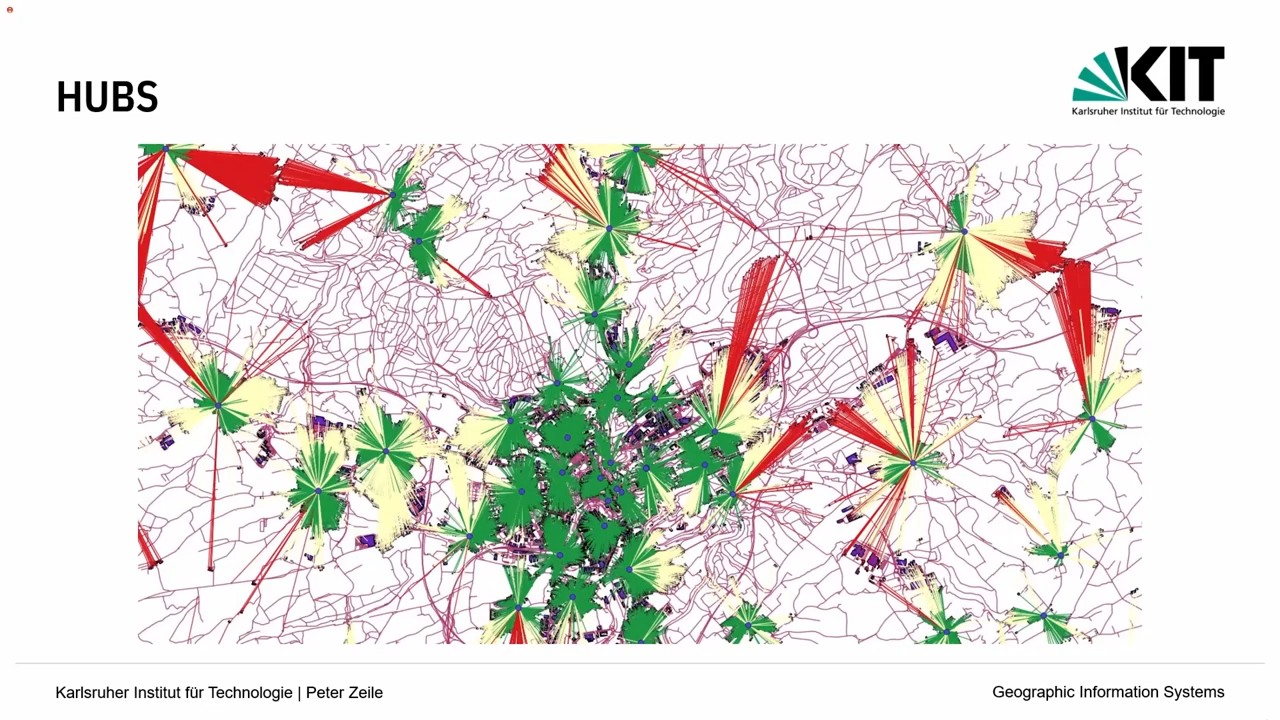 HUBS
KIT
Karlsruher Institut für Technologie
Karlsruher Institut für Technologie | Peter Zeile
Geographic Information Systems